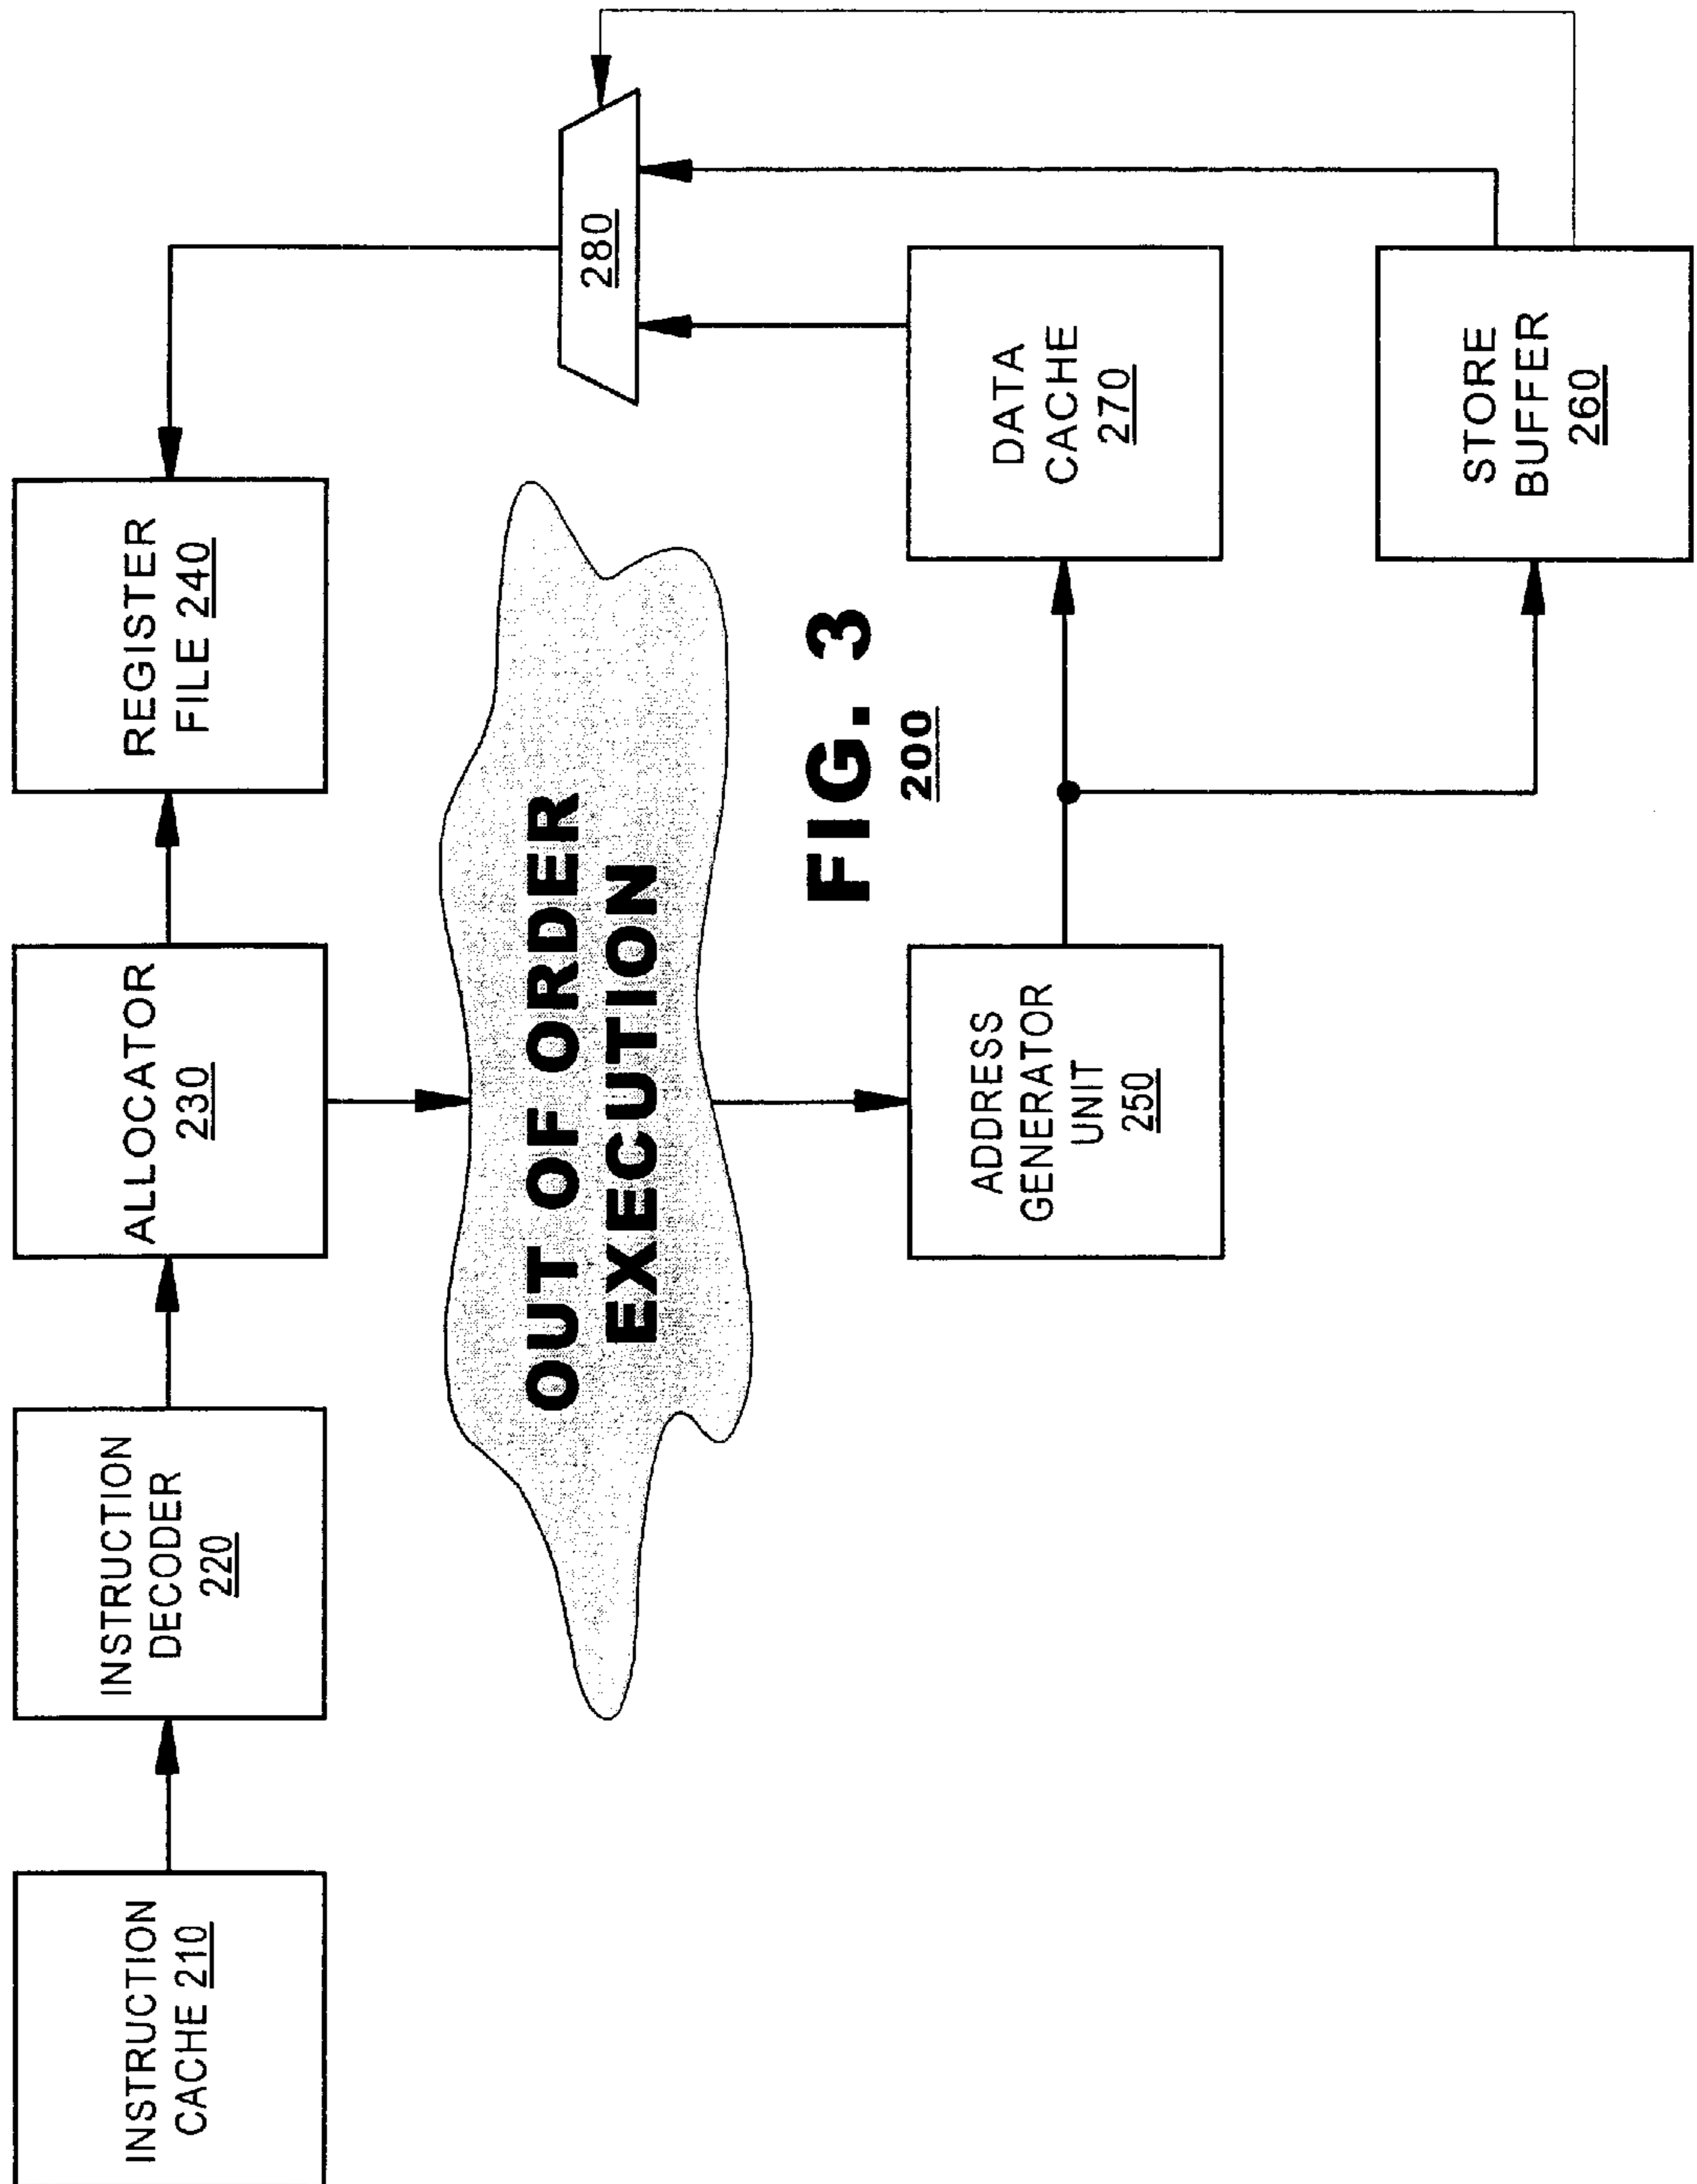 INSTRUCTION
CACHE 210
INSTRUCTION
DECODER
220
ALLOCATOR
230
REGISTER
FILE 240
OUT OF ORDER
EXECUTION
280
FIG. 3
200
ADDRESS
GENERATOR
UNIT
250
DATA
CACHE
270
STORE
BUFFER
260